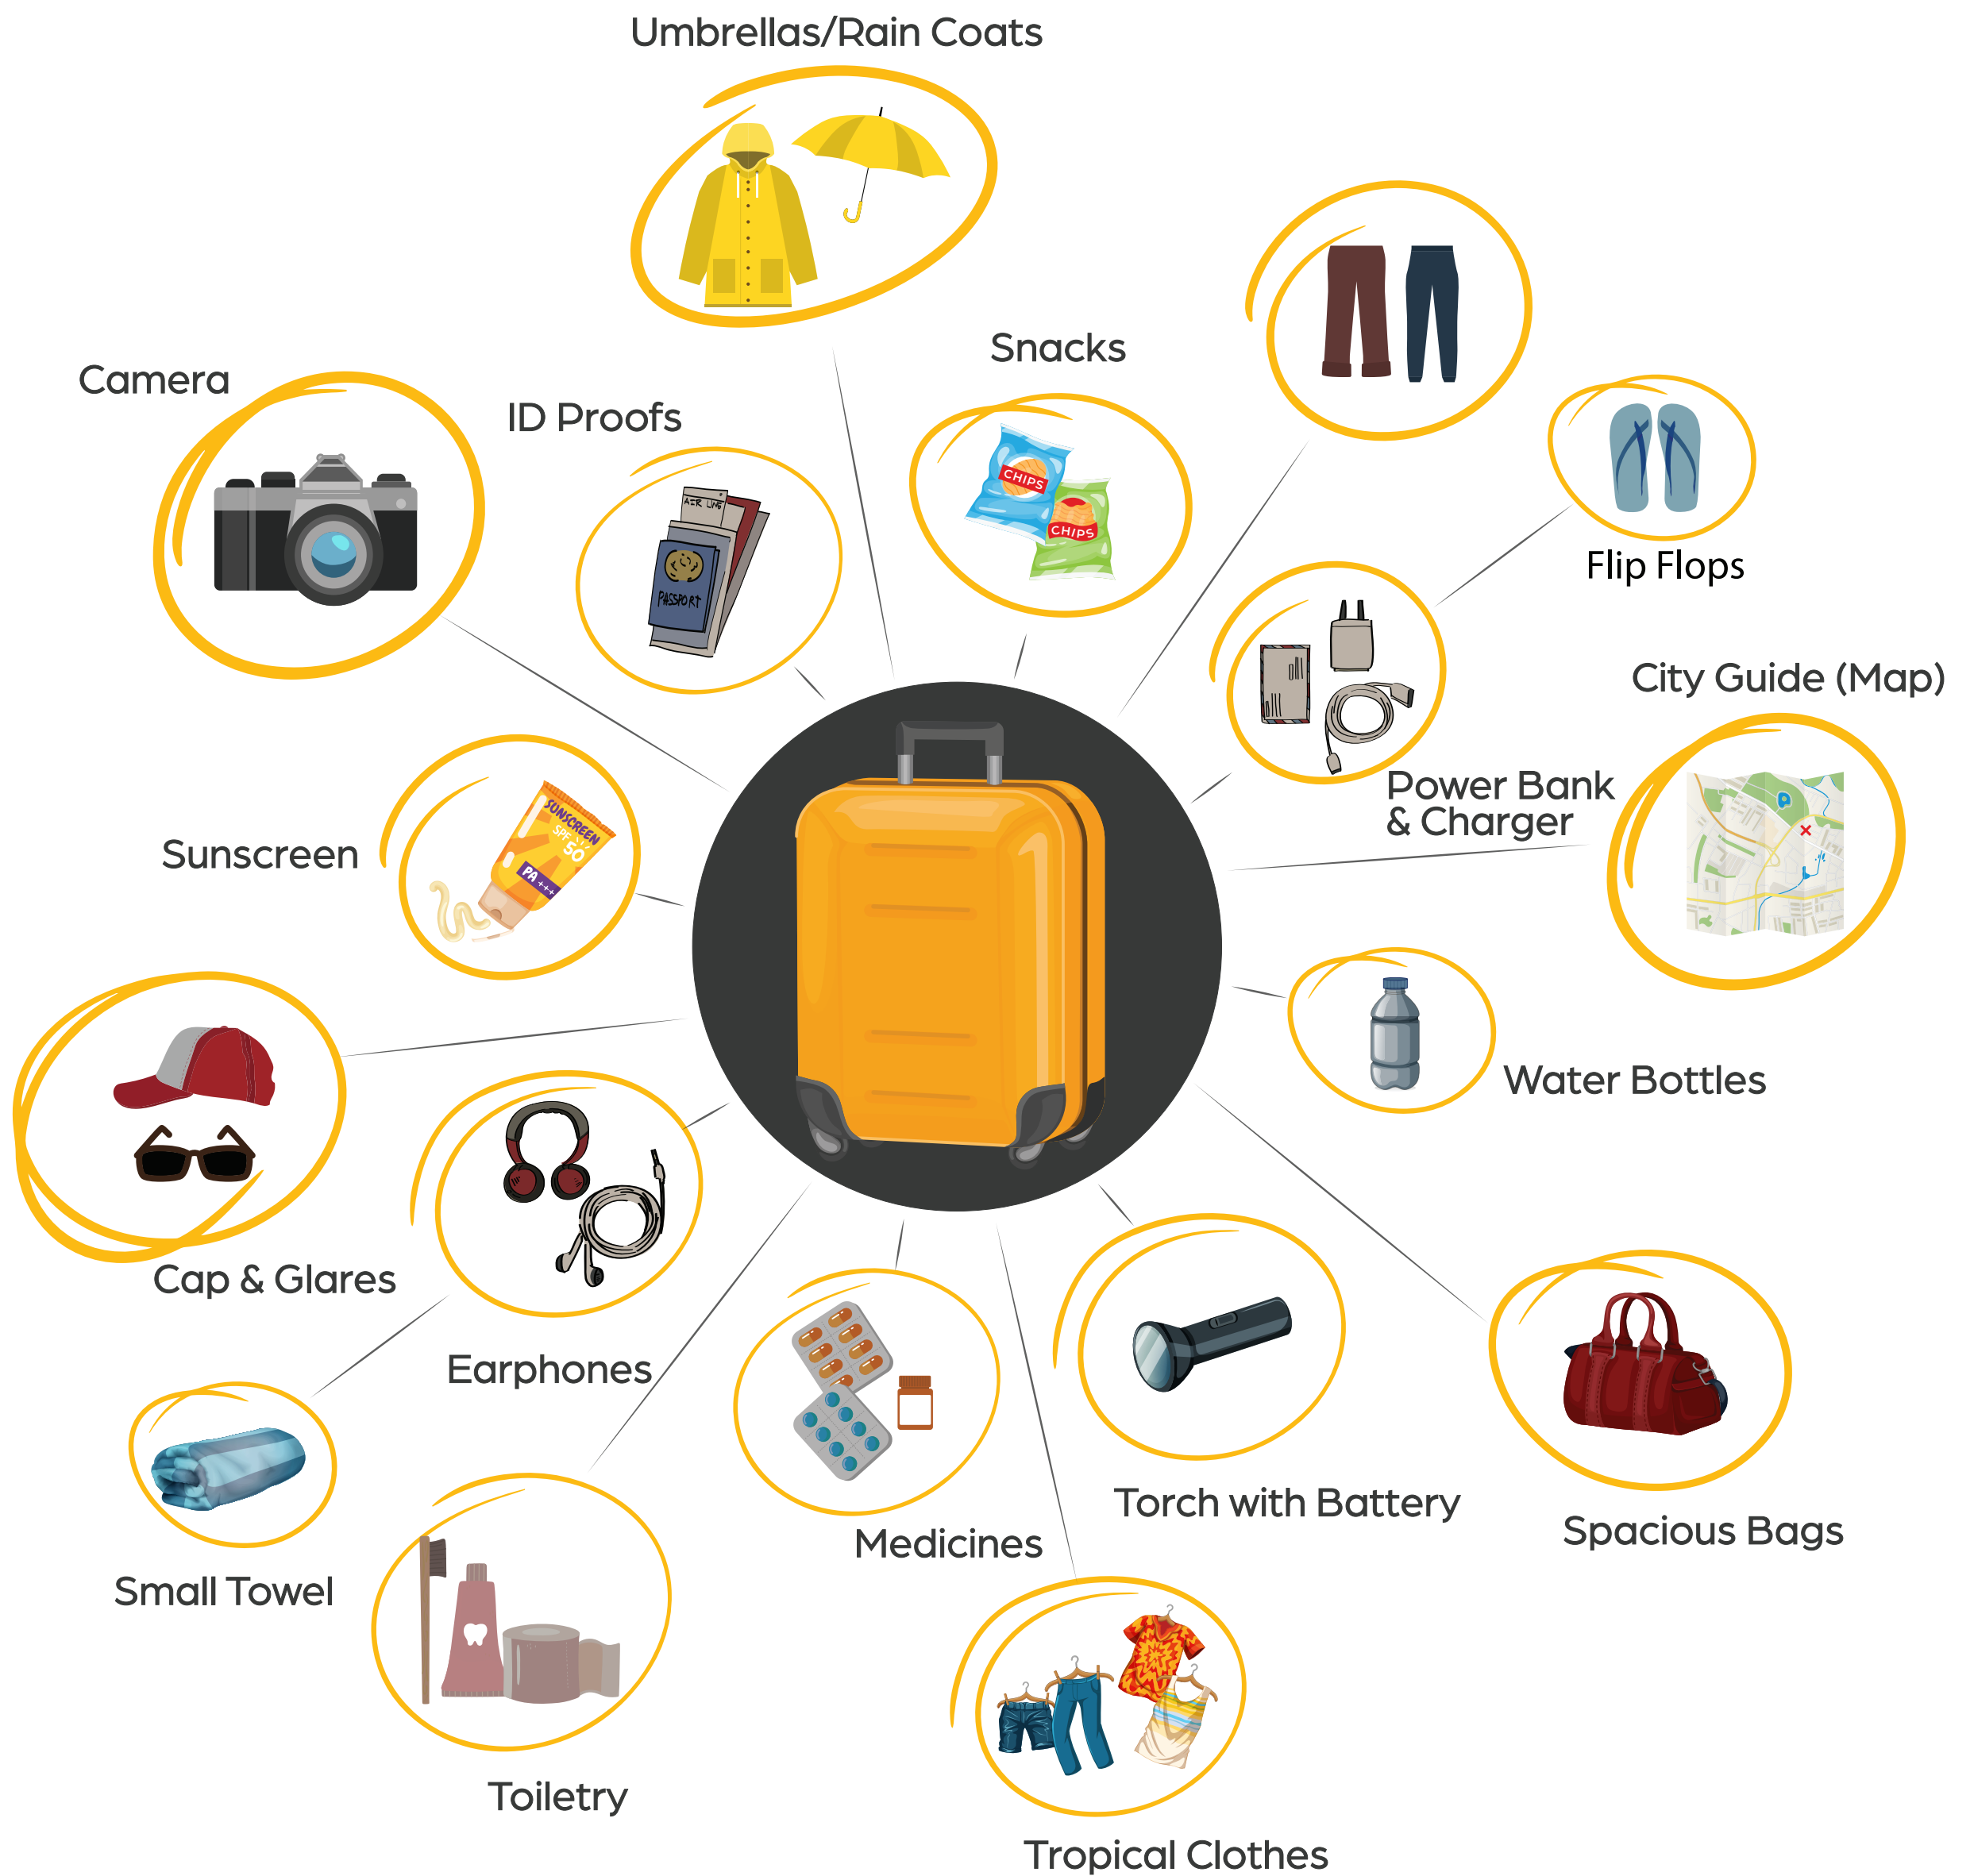 Umbrellas/Rain Coats
Snacks
CHIPS
CHIPS
Camera
ID Proofs
AIR LINE
PASSPORT
Flip Flops
City Guide (Map)
Power Bank
& Charger
Sunscreen
SUNSCREEN
SPF
50
PA +++
Water Bottles
Cap & Glares
Earphones
Small Towel
Medicines
Torch with Battery
Spacious Bags
Toiletry
Tropical Clothes